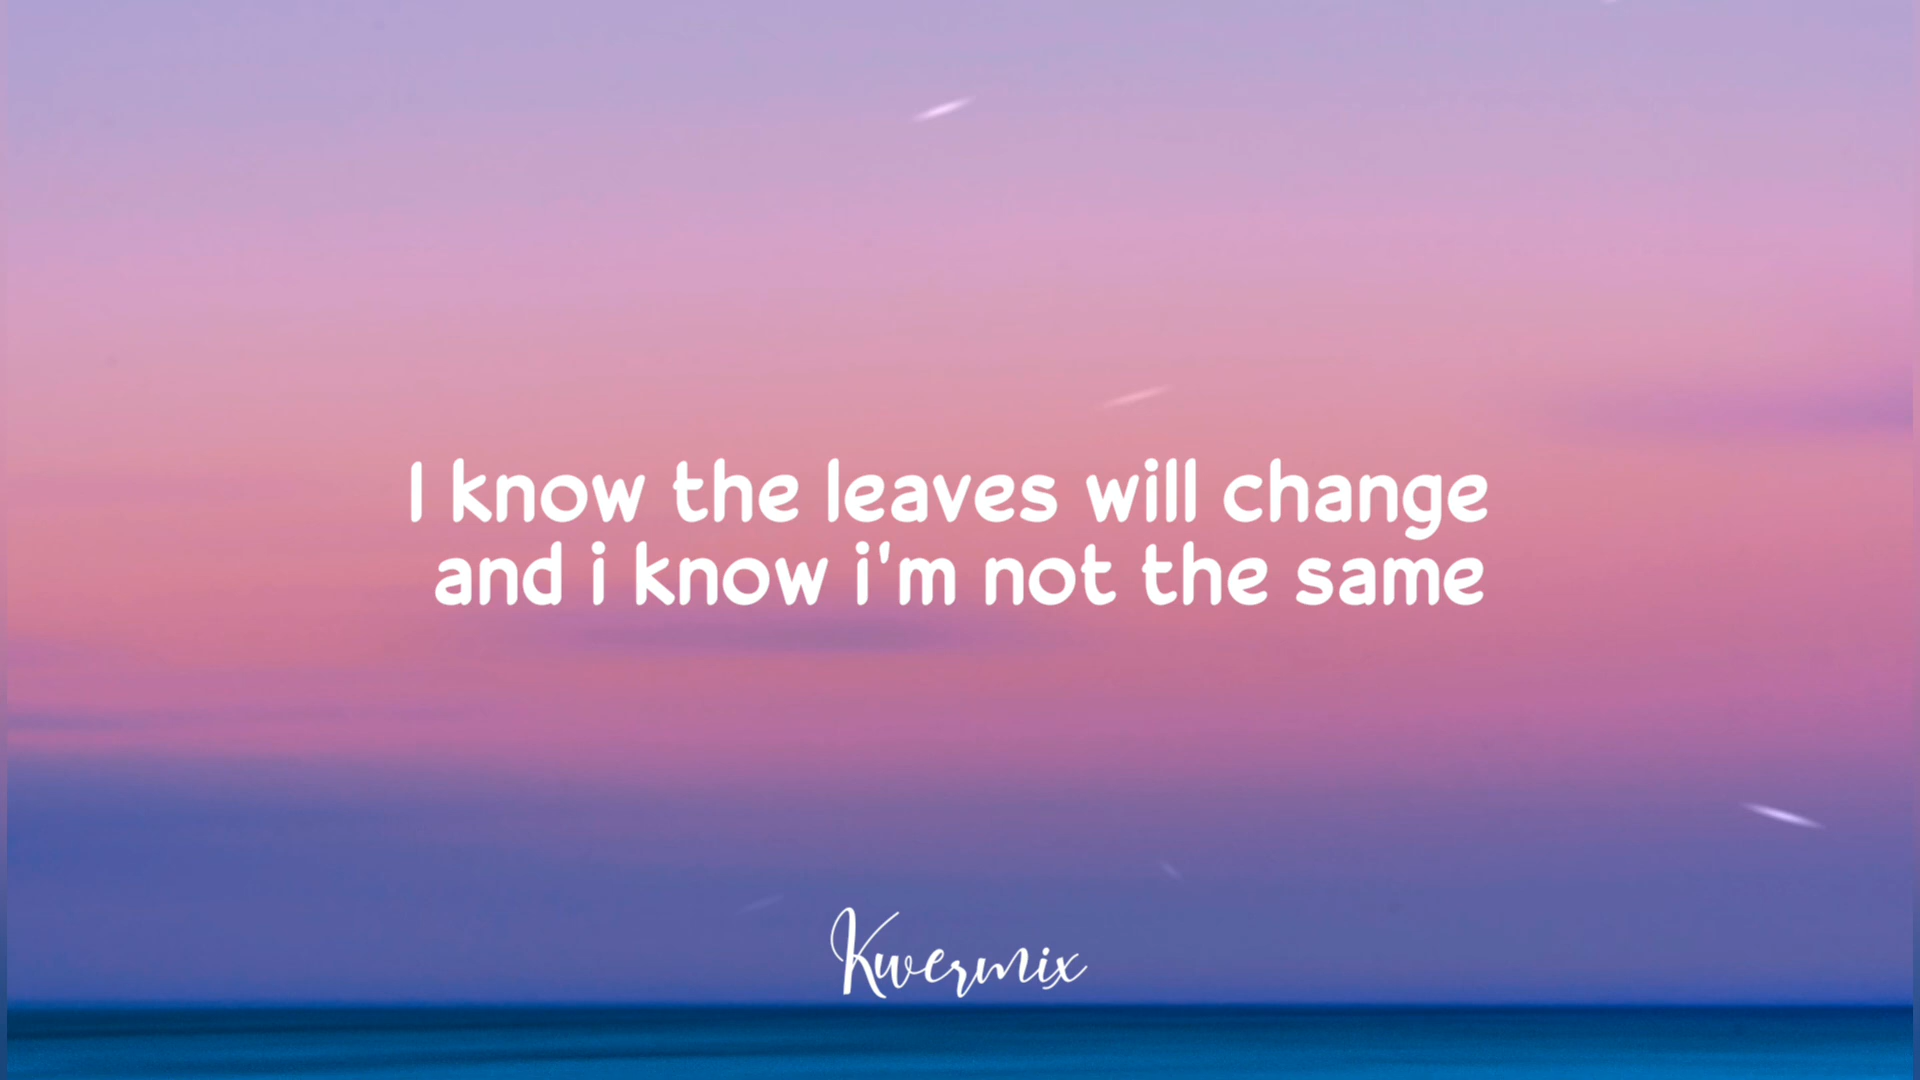 I know the leaves will change
and i know i'm not the same
Kwermix